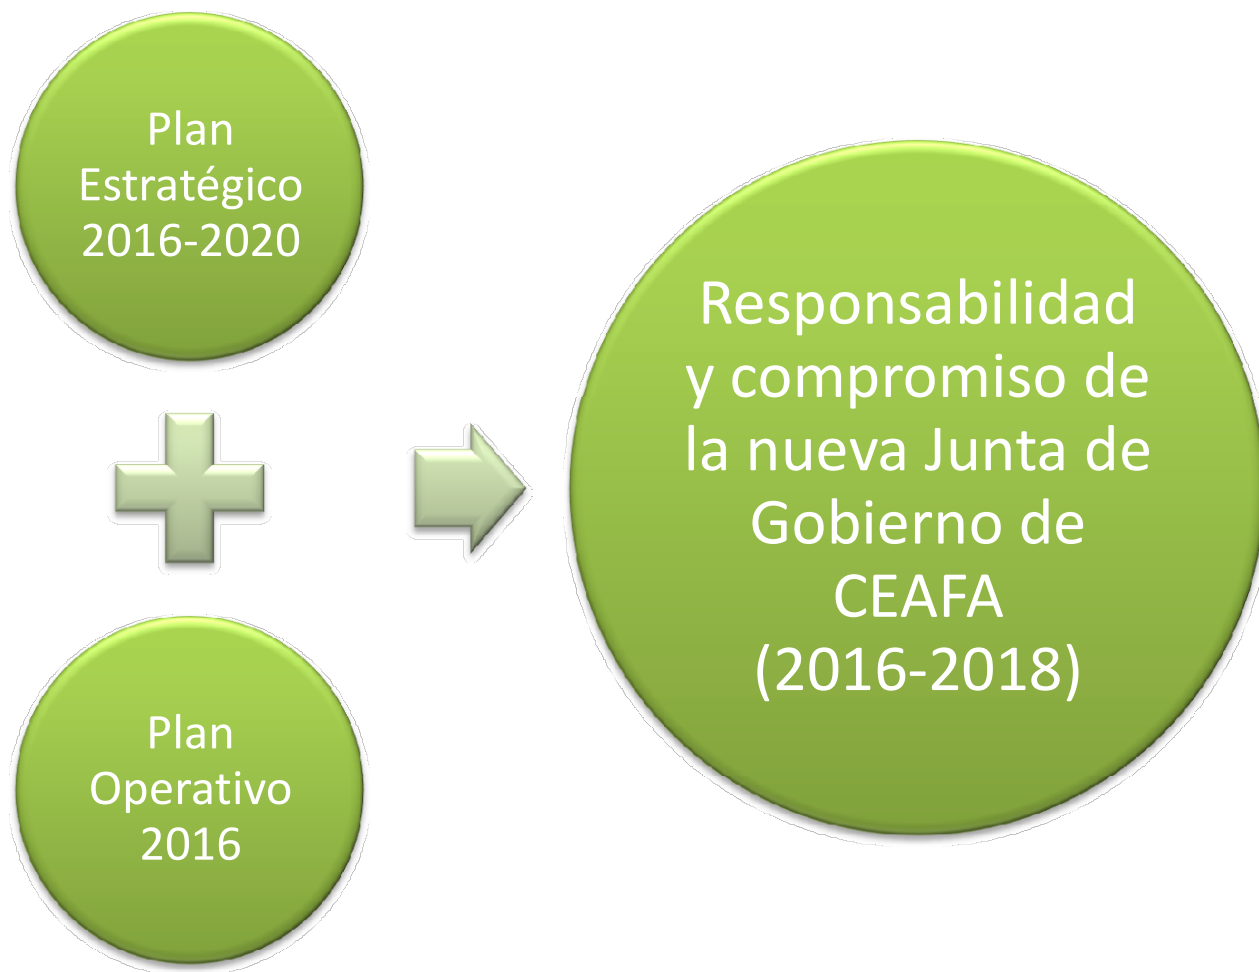 Plan
Estratégico
2016-2020
Plan
Operativo
2016
Responsabilidad
y compromiso de
la nueva Junta de
Gobierno de
CEAFA
(2016-2018)